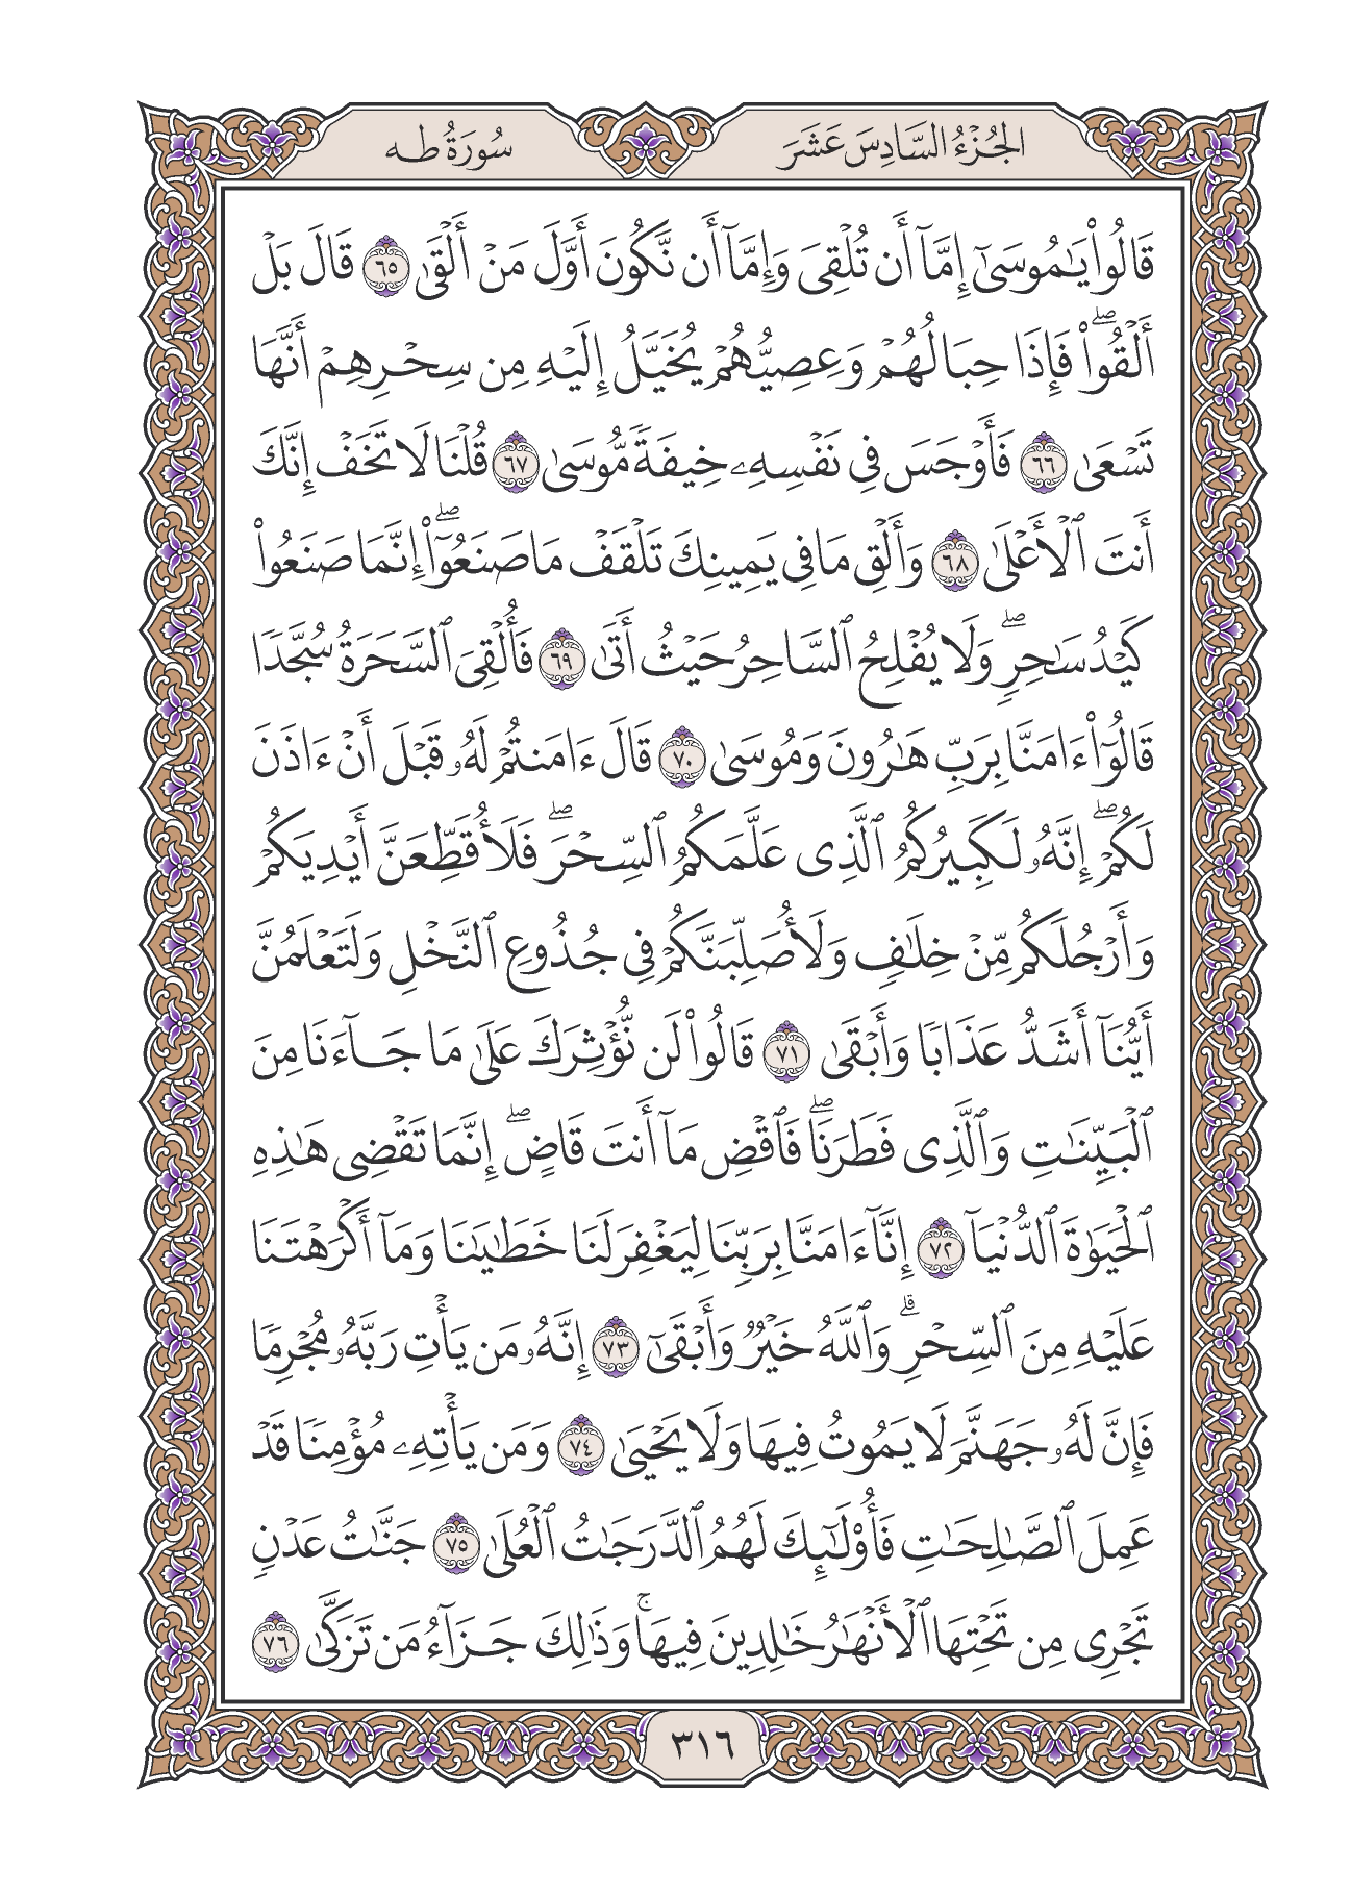 الجُزْءُ السَّادِسَ عَشَرَ
سُورَةُ طه
قَالُوا۟ يَٰمُوسَىٰٓ إِمَّآ أَن تُلْقِىَ وَإِمَّآ أَن نَّكُونَ أَوَّلَ مَنْ أَلْقَىٰ ٦٥ قَالَ بَلْ
أَلْقُوا۟ۖ فَإِذَا حِبَالُهُمْ وَعِصِيُّهُمْ يُخَيَّلُ إِلَيْهِ مِن سِحْرِهِمْ أَنَّهَا
تَسْعَىٰ ٦٦ فَأَوْجَسَ فِى نَفْسِهِۦ خِيفَةً مُّوسَىٰ ٦٧ قُلْنَا لَا تَخَفْ إِنَّكَ
أَنتَ ٱلْأَعْلَىٰ ٦٨ وَأَلْقِ مَا فِى يَمِينِكَ تَلْقَفْ مَا صَنَعُوٓا۟ۖ إِنَّمَا صَنَعُوا۟
كَيْدُ سَٰحِرٍۖ وَلَا يُفْلِحُ ٱلسَّاحِرُ حَيْثُ أَتَىٰ ٦٩ فَأُلْقِىَ ٱلسَّحَرَةُ سُجَّدًا
قَالُوٓا۟ ءَامَنَّا بِرَبِّ هَٰرُونَ وَمُوسَىٰ ٧٠ قَالَ ءَامَنتُمْ لَهُۥ قَبْلَ أَنْ ءَاذَنَ
لَكُمْۖ إِنَّهُۥ لَكَبِيرُكُمُ ٱلَّذِى عَلَّمَكُمُ ٱلسِّحْرَۖ فَلَأُقَطِّعَنَّ أَيْدِيَكُمْ
وَأَرْجُلَكُم مِّنْ خِلَٰفٍ وَلَأُصَلِّبَنَّكُمْ فِى جُذُوعِ ٱلنَّخْلِ وَلَتَعْلَمُنَّ
أَيُّنَآ أَشَدُّ عَذَابًا وَأَبْقَىٰ ٧١ قَالُوا۟ لَن نُّؤْثِرَكَ عَلَىٰ مَا جَآءَنَا مِنَ
ٱلْبَيِّنَٰتِ وَٱلَّذِى فَطَرَنَاۖ فَٱقْضِ مَآ أَنتَ قَاضٍۖ إِنَّمَا تَقْضِى هَٰذِهِ
ٱلْحَيَوٰةَ ٱلدُّنْيَآ ٧٢ إِنَّآ ءَامَنَّا بِرَبِّنَا لِيَغْفِرَ لَنَا خَطَٰيَٰنَا وَمَآ أَكْرَهْتَنَا
عَلَيْهِ مِنَ ٱلسِّحْرِۗ وَٱللَّهُ خَيْرٌ وَأَبْقَىٰٓ ٧٣ إِنَّهُۥ مَن يَأْتِ رَبَّهُۥ مُجْرِمًا
فَإِنَّ لَهُۥ جَهَنَّمَ لَا يَمُوتُ فِيهَا وَلَا يَحْيَىٰ ٧٤ وَمَن يَأْتِهِۦ مُؤْمِنًا قَدْ
عَمِلَ ٱلصَّٰلِحَٰتِ فَأُو۟لَٰٓئِكَ لَهُمُ ٱلدَّرَجَٰتُ ٱلْعُلَىٰ ٧٥ جَنَّٰتُ عَدْنٍ
تَجْرِى مِن تَحْتِهَا ٱلْأَنْهَٰرُ خَٰلِدِينَ فِيهَاۚ وَذَٰلِكَ جَزَآءُ مَن تَزَكَّىٰ ٧٦
٣١٦